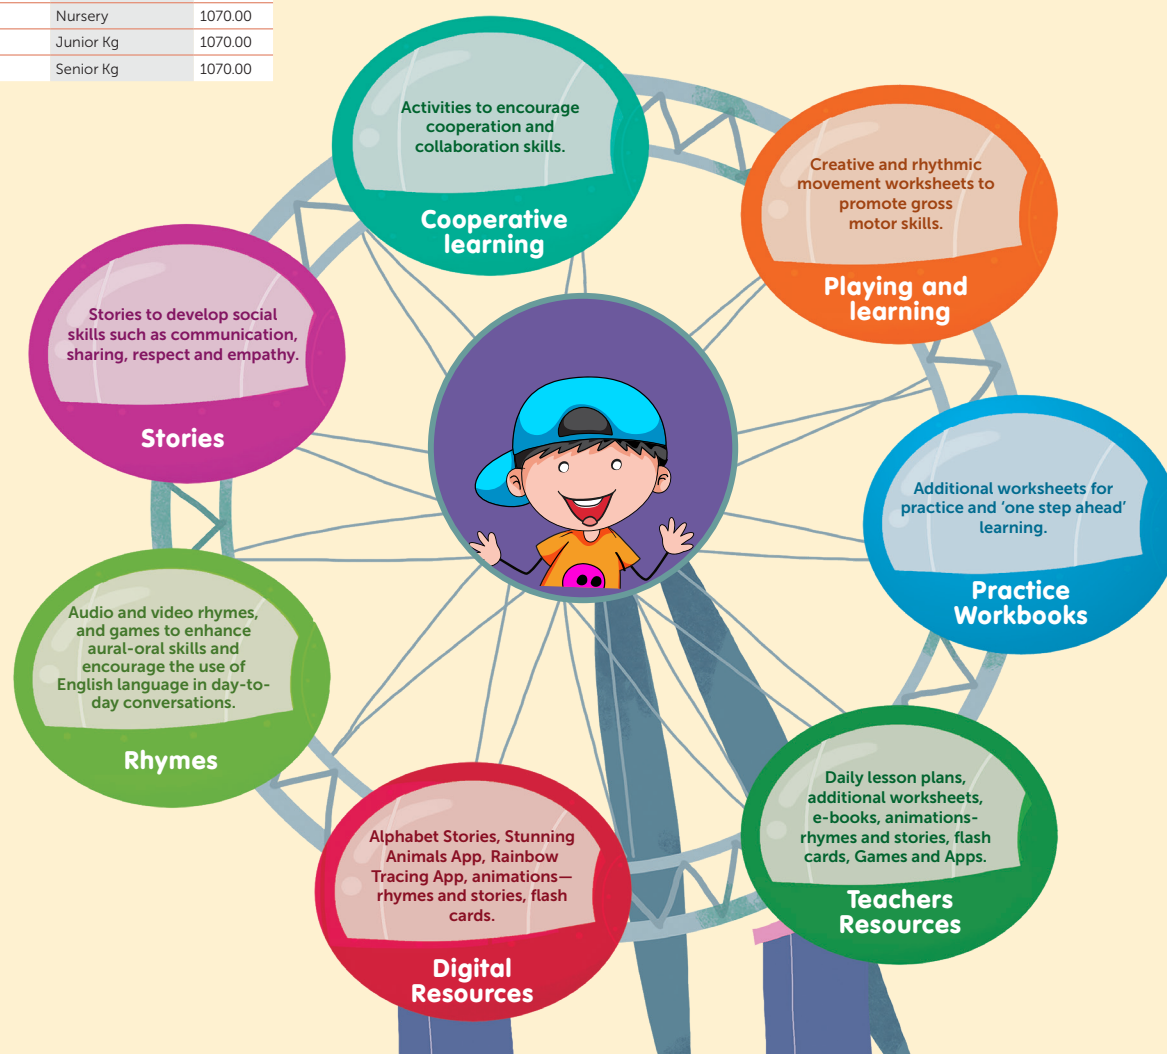 Nursery 1070.00
Junior Kg 1070.00
Senior Kg 1070.00
Activities to encourage
cooperation and
collaboration skills.
Cooperative
learning
Creative and rhythmic
movement worksheets to
promote gross
motor skills.
Playing and
learning
Stories to develop social
skills such as communication,
sharing, respect and empathy.
Stories
Additional worksheets for
practice and ‘one step ahead’
learning.
Practice
Workbooks
Audio and video rhymes,
and games to enhance
aural-oral skills and
encourage the use of
English language in day-to-
day conversations.
Rhymes
Daily lesson plans,
additional worksheets,
e-books, animations-
rhymes and stories, flash
cards, Games and Apps.
Teachers
Resources
Alphabet Stories, Stunning
Animals App, Rainbow
Tracing App, animations—
rhymes and stories, flash
cards.
Digital
Resources